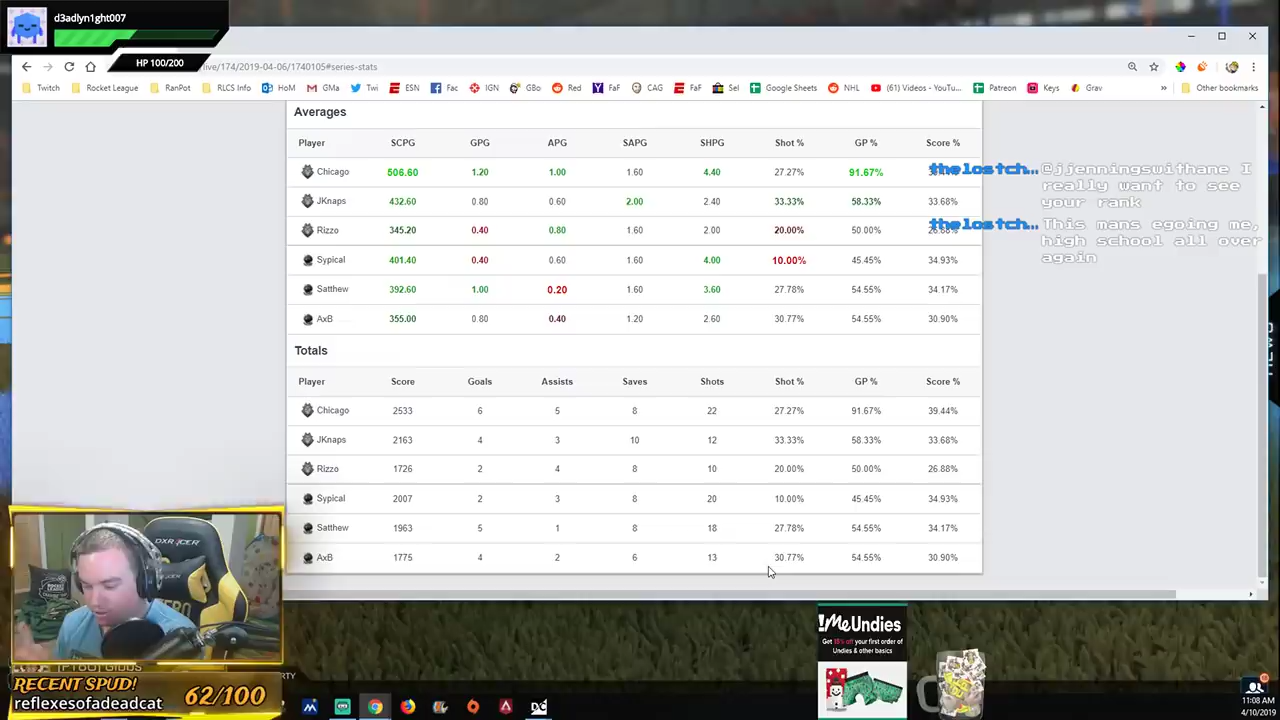 d3adlyn1ght007
HP 100/200
live/174/2019-04-06/1740105#series-stats
Twitch Rocket League RanPot RLCS Info HoM GMa Twi ESN Fac IGN GBo Red FaF CAG FaF Sel Google Sheets NHL (61) Videos - YouTu... Patreon Keys Grav » Other bookmarks
Averages
Player SCPG GPG APG SAPG SHPG Shot % GP % Score %
Chicago 506.60 1.20 1.00 1.60 4.40 27.27% 91.67%
JKnaps 432.60 0.80 0.60 2.00 2.40 33.33% 58.33% 33.68%
Rizzo 345.20 0.40 0.80 1.60 2.00 20.00% 50.00% 26.88%
Sypical 401.40 0.40 0.60 1.60 4.00 10.00% 45.45% 34.93%
Satthew 392.60 1.00 0.20 1.60 3.60 27.78% 54.55% 34.17%
AxB 355.00 0.80 0.40 1.20 2.60 30.77% 54.55% 30.90%
Totals
Player Score Goals Assists Saves Shots Shot % GP % Score %
Chicago 2533 6 5 8 22 27.27% 91.67% 39.44%
JKnaps 2163 4 3 10 12 33.33% 58.33% 33.68%
Rizzo 1726 2 4 8 10 20.00% 50.00% 26.88%
Sypical 2007 2 3 8 20 10.00% 45.45% 34.93%
Satthew 1963 5 1 8 18 27.78% 54.55% 34.17%
AxB 1775 4 2 6 13 30.77% 54.55% 30.90%
thelostch... @jjenningswithane I
really want to see
your rank
thelostch... This mans egoing me,
high school all over
again
NEWS
DXRACER
ZERO
RECENT SPUD!
reflexesofadeadcat
62/100
!MeUndies
Get 15% off your first order of
Undies & other basics
11:08 AM
4/10/2019